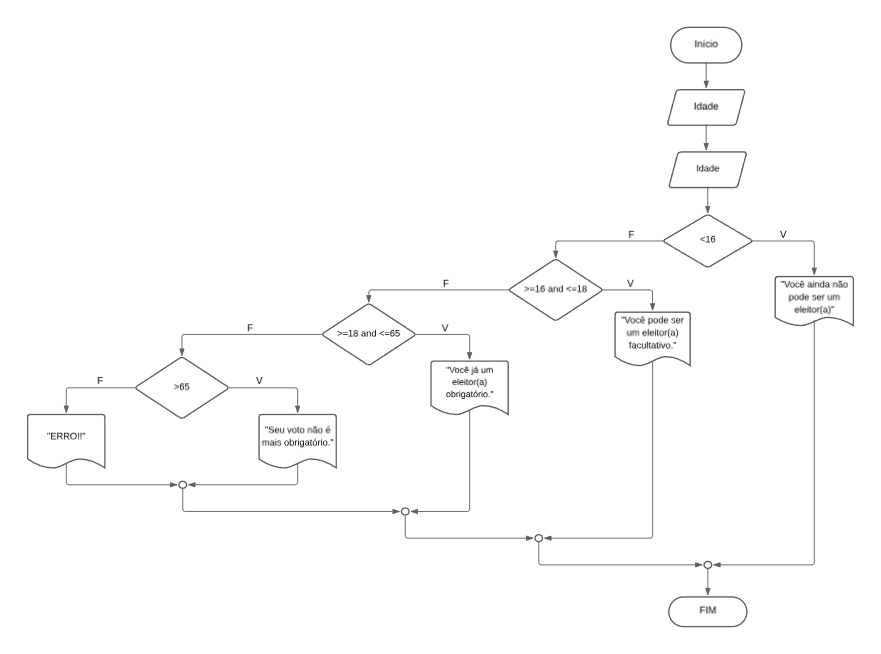 Início
Idade
Idade
<16
F
V
"Você ainda não
pode ser um
eleitor(a)"
>=16 and <=18
F
V
"Você pode ser
um eleitor(a)
facultativo."
>=18 and <=65
F
V
"Você já um
eleitor(a)
obrigatório."
>65
F
V
"ERRO!!"
"Seu voto não é
mais obrigatório."
FIM